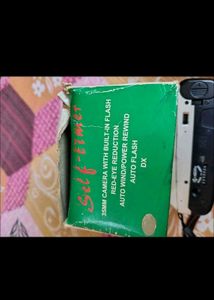 Self-timer
35MM CAMERA WITH BUILT-IN FLASH
RED-EYE REDUCTION
AUTO WIND/POWER REWIND
AUTO FLASH
DX